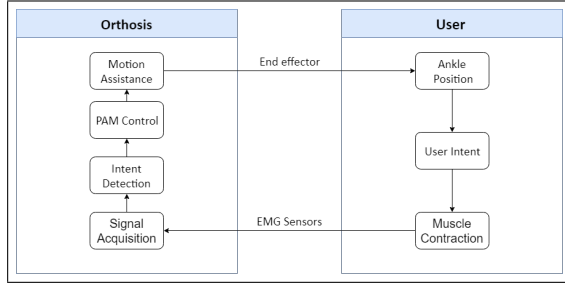 Orthosis
User
Motion
Assistance
End effector
Ankle
Position
PAM Control
User Intent
Intent
Detection
Signal
Acquisition
EMG Sensors
Muscle
Contraction